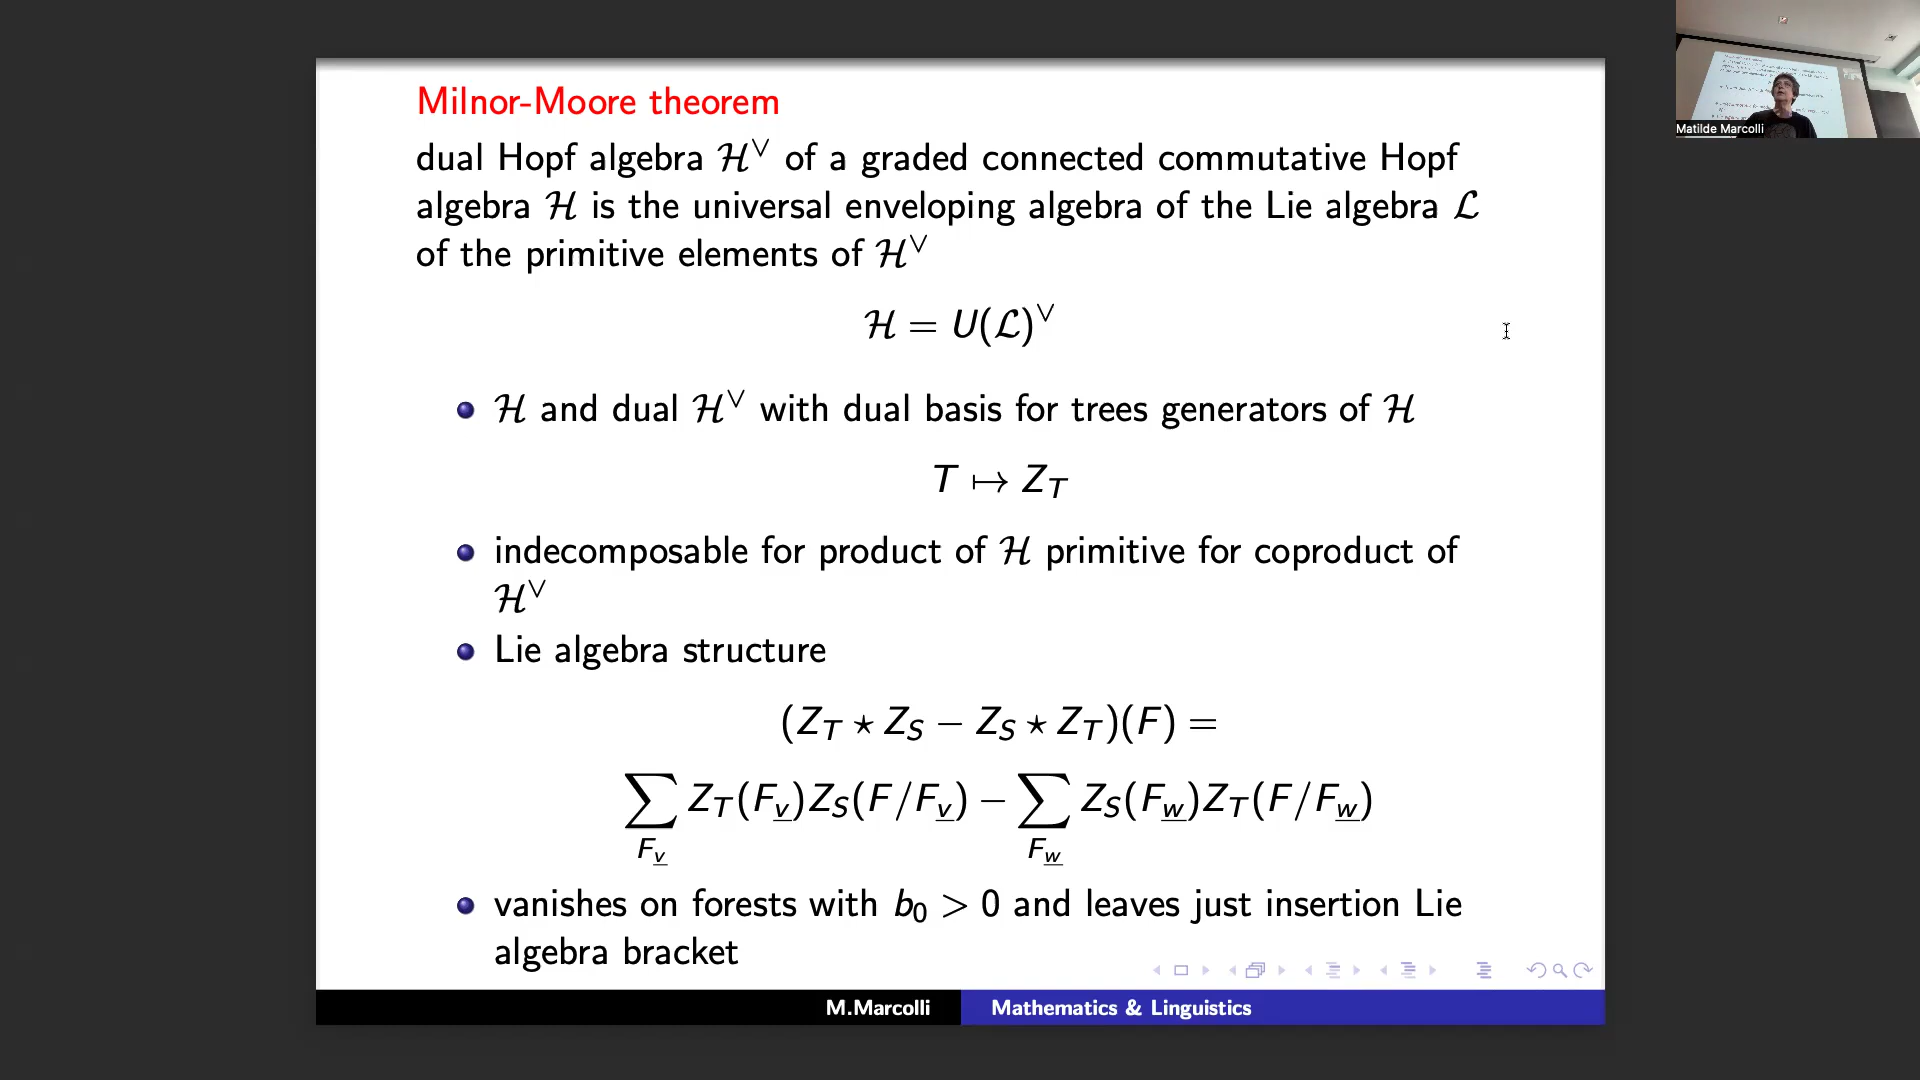 Milnor-Moore theorem
dual Hopf algebra ℋ^∨ of a graded connected commutative Hopf
algebra ℋ is the universal enveloping algebra of the Lie algebra ℒ
of the primitive elements of ℋ^∨
ℋ = U(ℒ)^∨
ℋ and dual ℋ^∨ with dual basis for trees generators of ℋ
T ↦ Z_T
indecomposable for product of ℋ primitive for coproduct of
ℋ^∨
Lie algebra structure
(Z_T ⋆ Z_S − Z_S ⋆ Z_T)(F) =
∑_{F_v̲} Z_T(F_v̲)Z_S(F/F_v̲) − ∑_{F_w̲} Z_S(F_w̲)Z_T(F/F_w̲)
vanishes on forests with b₀ > 0 and leaves just insertion Lie
algebra bracket
M.Marcolli
Mathematics & Linguistics
Matilde Marcolli